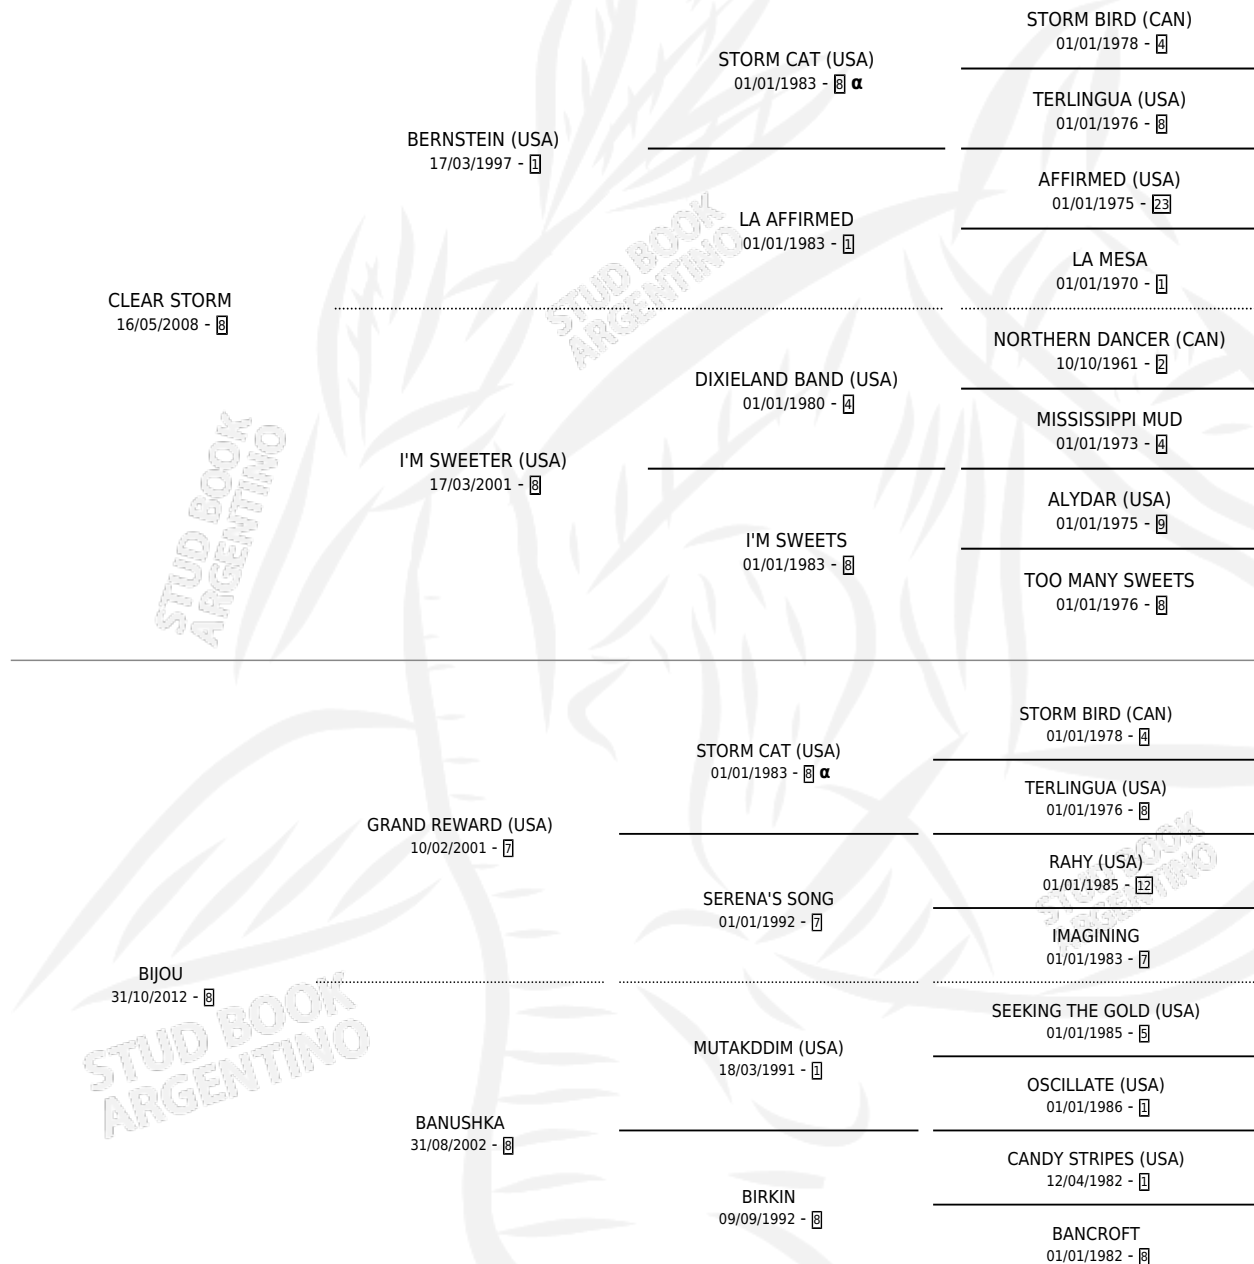 STORM BIRD (CAN)
01/01/1978 - 4
STORM CAT (USA)
01/01/1983 - 8 α
TERLINGUA (USA)
01/01/1976 - 8
BERNSTEIN (USA)
17/03/1997 - 1
AFFIRMED (USA)
01/01/1975 - 23
LA AFFIRMED
01/01/1983 - 1
LA MESA
01/01/1970 - 1
CLEAR STORM
16/05/2008 - 8
NORTHERN DANCER (CAN)
10/10/1961 - 2
DIXIELAND BAND (USA)
01/01/1980 - 4
MISSISSIPPI MUD
01/01/1973 - 4
I'M SWEETER (USA)
17/03/2001 - 8
ALYDAR (USA)
01/01/1975 - 9
I'M SWEETS
01/01/1983 - 8
TOO MANY SWEETS
01/01/1976 - 8
STUD BOOK
ARGENTINO
STUD BOOK
ARGENTINO
STORM BIRD (CAN)
01/01/1978 - 4
STORM CAT (USA)
01/01/1983 - 8 α
TERLINGUA (USA)
01/01/1976 - 8
GRAND REWARD (USA)
10/02/2001 - 7
RAHY (USA)
01/01/1985 - 12
SERENA'S SONG
01/01/1992 - 7
IMAGINING
01/01/1983 - 7
BIJOU
31/10/2012 - 8
SEEKING THE GOLD (USA)
01/01/1985 - 5
MUTAKDDIM (USA)
18/03/1991 - 1
OSCILLATE (USA)
01/01/1986 - 1
BANUSHKA
31/08/2002 - 8
CANDY STRIPES (USA)
12/04/1982 - 1
BIRKIN
09/09/1992 - 8
BANCROFT
01/01/1982 - 8
STUD BOOK
ARGENTINO
STUD BOOK
ARGENTINO